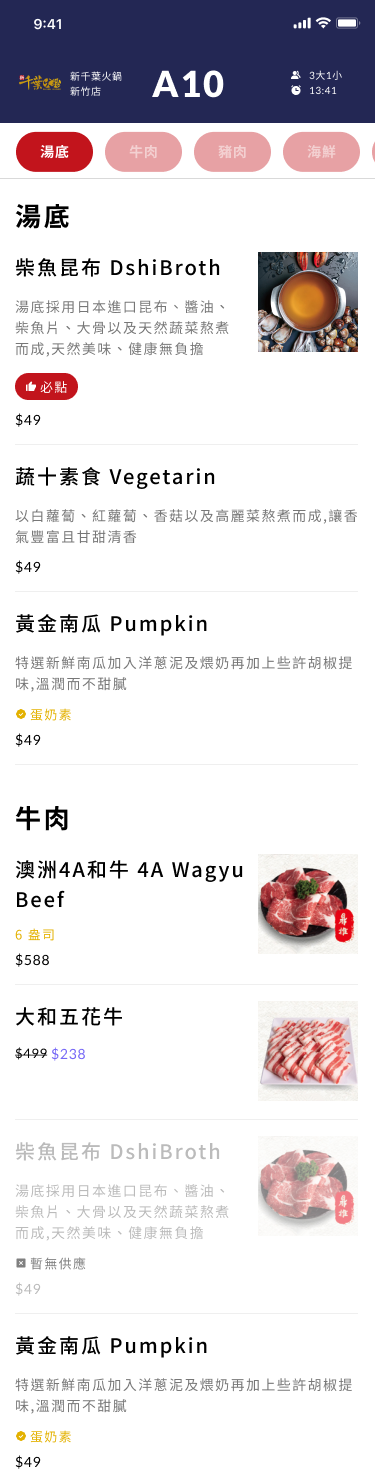 9:41
千葉火鍋
新千葉火鍋
新竹店
A10
3大1小
13:41
湯底
牛肉
豬肉
海鮮
湯底
柴魚昆布 DshiBroth
湯底採用日本進口昆布、醬油、
柴魚片、大骨以及天然蔬菜熬煮
而成,天然美味、健康無負擔
必點
$49
蔬十素食 Vegetarin
以白蘿蔔、紅蘿蔔、香菇以及高麗菜熬煮而成,讓香
氣豐富且甘甜清香
$49
黃金南瓜 Pumpkin
特選新鮮南瓜加入洋蔥泥及煨奶再加上些許胡椒提
味,溫潤而不甜膩
蛋奶素
$49
牛肉
澳洲4A和牛 4A Wagyu
Beef
6 盎司
$588
大和五花牛
$499 $238
柴魚昆布 DshiBroth
湯底採用日本進口昆布、醬油、
柴魚片、大骨以及天然蔬菜熬煮
而成,天然美味、健康無負擔
暫無供應
$49
黃金南瓜 Pumpkin
特選新鮮南瓜加入洋蔥泥及煨奶再加上些許胡椒提
味,溫潤而不甜膩
蛋奶素
$49